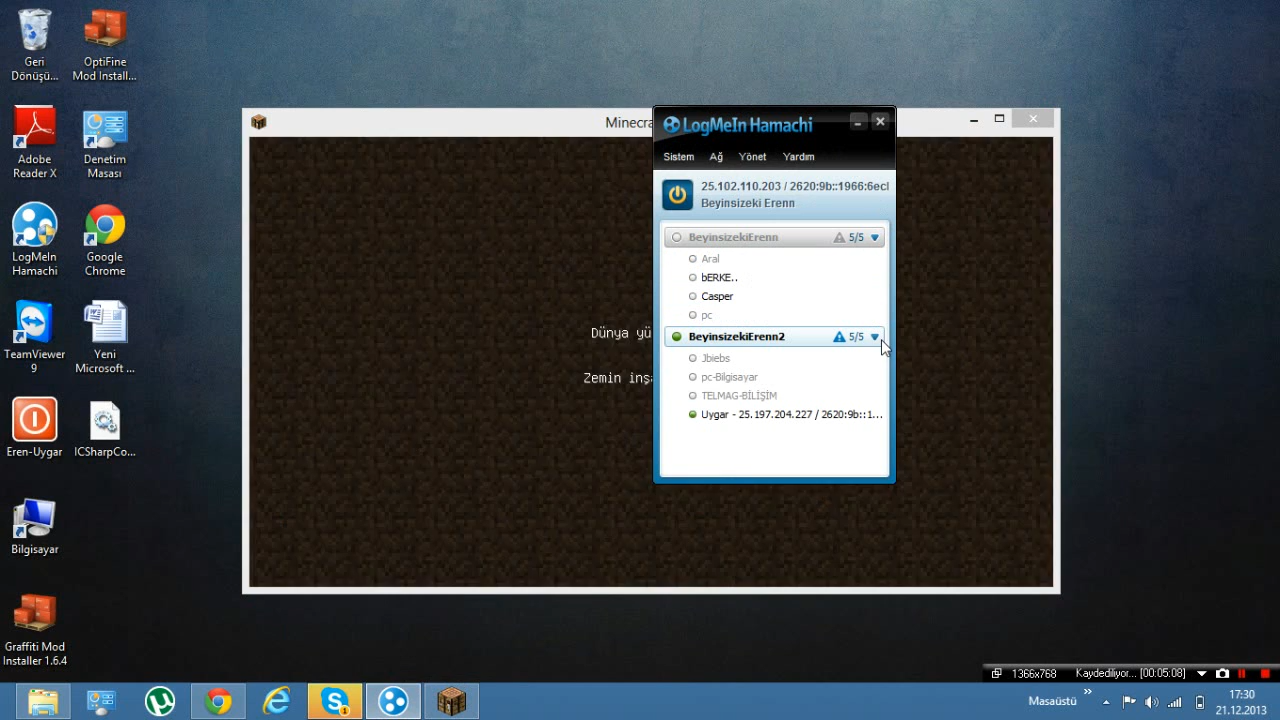 Geri
Dönüşü...
OptiFine
Mod Install...
Adobe
Reader X
Denetim
Masası
LogMeIn
Hamachi
Google
Chrome
TeamViewer
9
Yeni
Microsoft ...
Eren-Uygar
ICSharpCo...
Bilgisayar
Graffiti Mod
Installer 1.6.4
Minecra
Dünya yü
Zemin inş
LogMeIn Hamachi
Sistem Ağ Yönet Yardım
25.102.110.203 / 2620:9b::1966:6ecl
Beyinsizeki Erenn
BeyinsizekiErenn 5/5
Aral
bERKE..
Casper
pc
BeyinsizekiErenn2 5/5
Jbiebs
pc-Bilgisayar
TELMAG-BİLİŞİM
Uygar - 25.197.204.227 / 2620:9b::1...
1366x768 Kaydediliyor... [00:05:08]
Masaüstü
17:30
21.12.2013